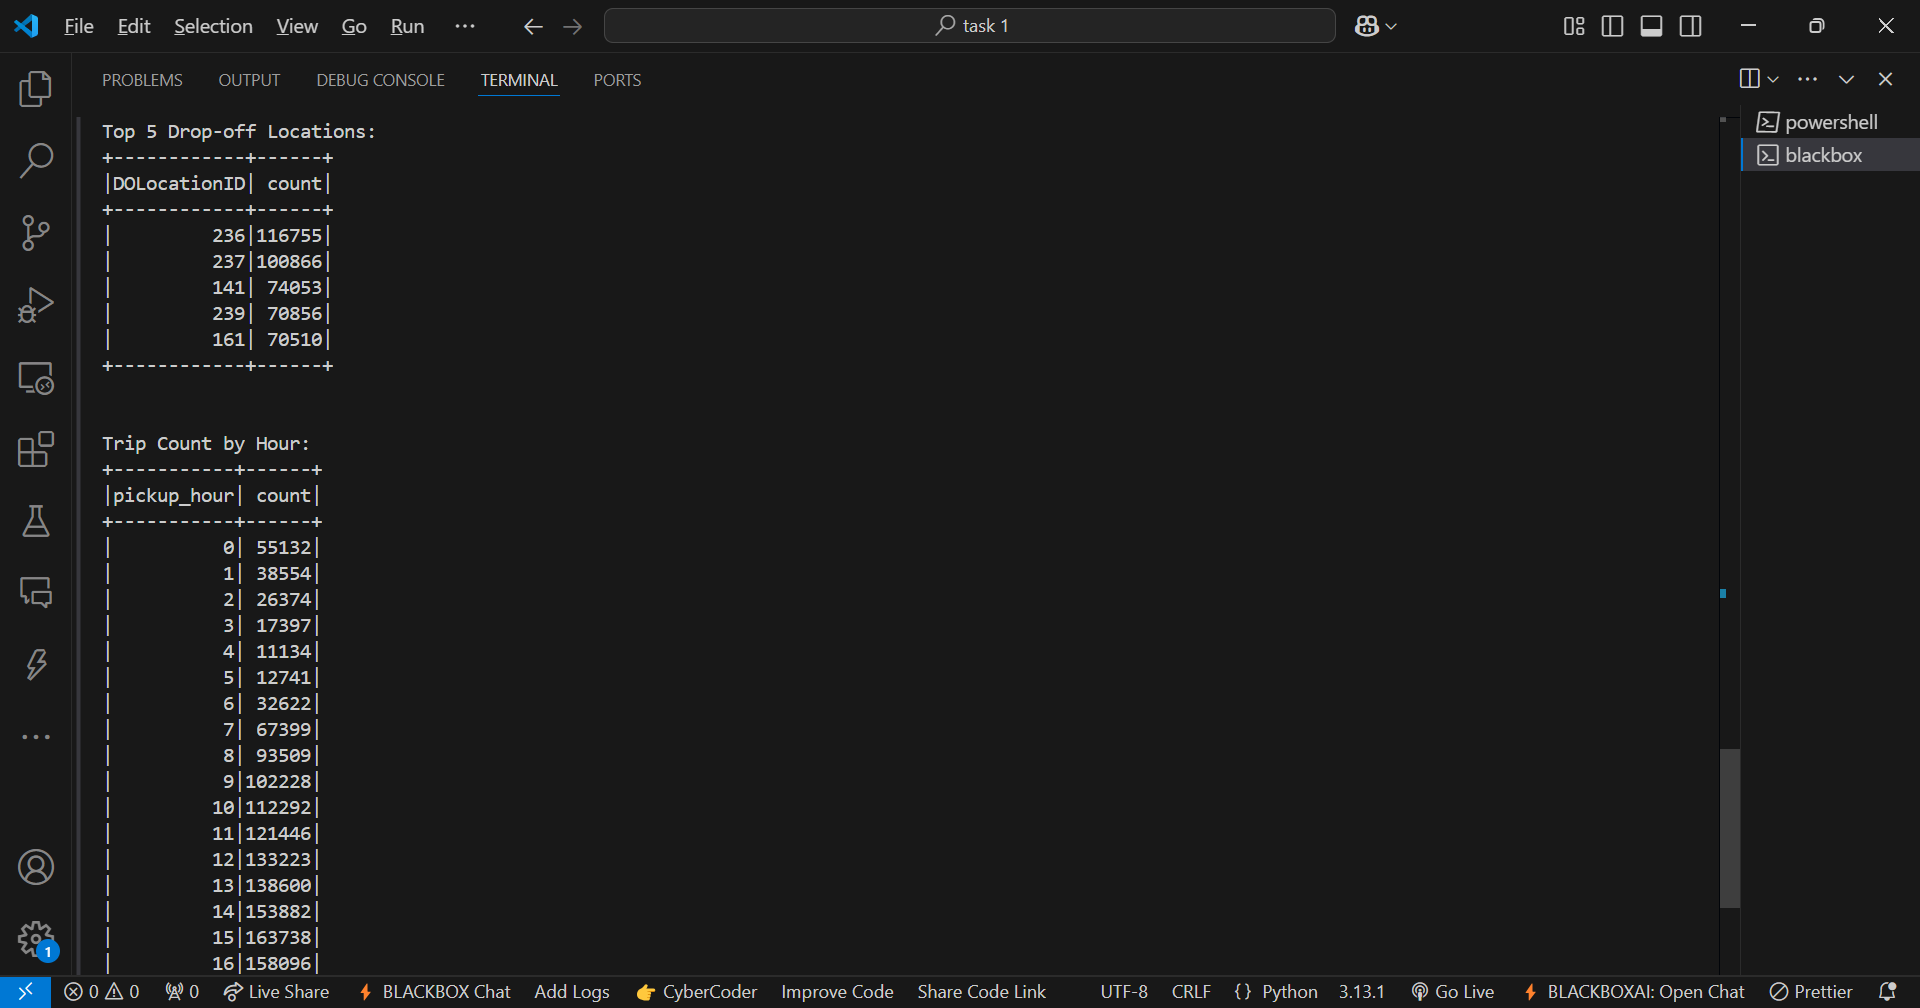 File Edit Selection View Go Run ··· task 1
PROBLEMS OUTPUT DEBUG CONSOLE TERMINAL PORTS
powershell
blackbox
Top 5 Drop-off Locations:
+------------+------+
|DOLocationID| count|
+------------+------+
|         236|116755|
|         237|100866|
|         141| 74053|
|         239| 70856|
|         161| 70510|
+------------+------+
Trip Count by Hour:
+-----------+------+
|pickup_hour| count|
+-----------+------+
|          0| 55132|
|          1| 38554|
|          2| 26374|
|          3| 17397|
|          4| 11134|
|          5| 12741|
|          6| 32622|
|          7| 67399|
|          8| 93509|
|          9|102228|
|         10|112292|
|         11|121446|
|         12|133223|
|         13|138600|
|         14|153882|
|         15|163738|
|         16|158096|
1
0 0 0 Live Share BLACKBOX Chat Add Logs CyberCoder Improve Code Share Code Link UTF-8 CRLF {} Python 3.13.1 Go Live BLACKBOXAI: Open Chat Prettier